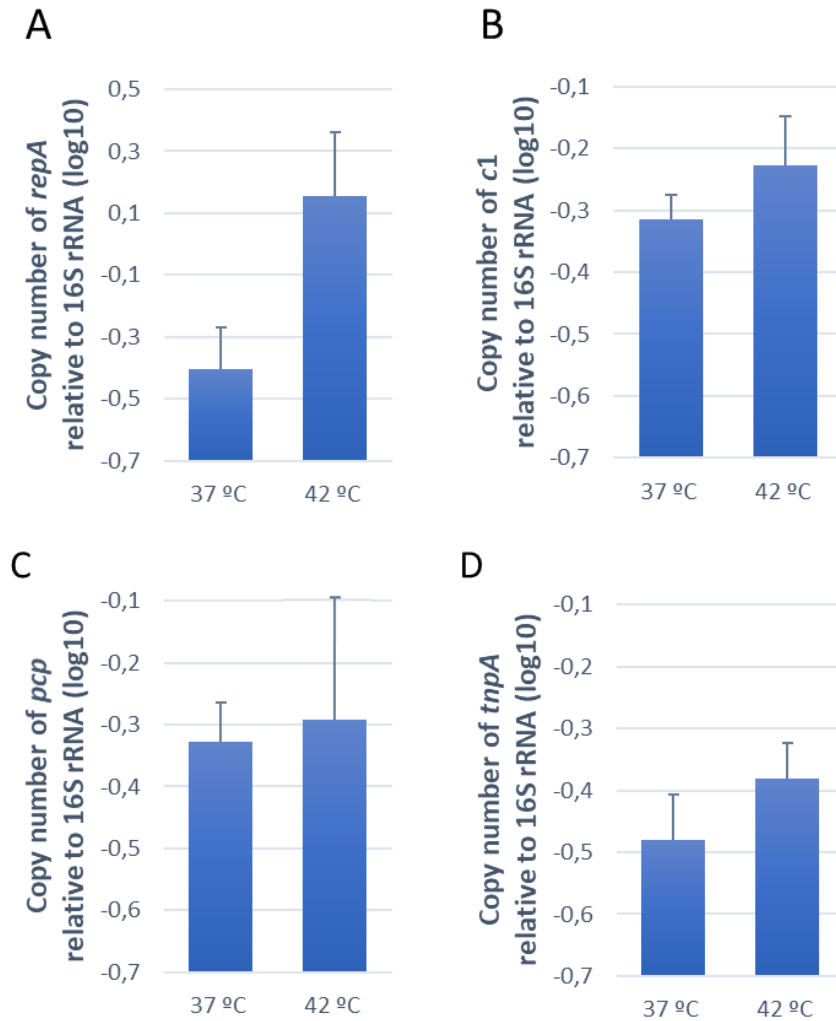 A
Copy number of repA
relative to 16S rRNA (log10)
0,5
0,3
0,1
-0,1
-0,3
-0,5
-0,7
37 ºC
42 ºC
B
Copy number of c1
relative to 16S rRNA (log10)
-0,1
-0,2
-0,3
-0,4
-0,5
-0,6
-0,7
37 ºC
42 ºC
C
Copy number of pcp
relative to 16S rRNA (log10)
-0,1
-0,2
-0,3
-0,4
-0,5
-0,6
-0,7
37 ºC
42 ºC
D
Copy number of tnpA
relative to 16S rRNA (log10)
-0,1
-0,2
-0,3
-0,4
-0,5
-0,6
-0,7
37 ºC
42 ºC